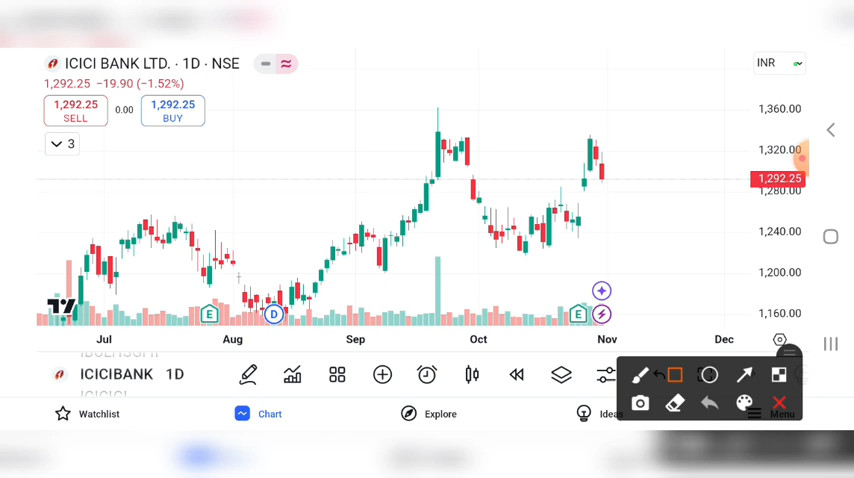 ICICI BANK LTD. · 1D · NSE
INR
1,292.25 −19.90 (−1.52%)
1,292.25 SELL
0.00
1,292.25 BUY
3
1,360.00
1,320.00
1,292.25
1,280.00
1,240.00
1,200.00
1,160.00
E
D
E
Jul Aug Sep Oct Nov Dec
ICICIBANK 1D
Watchlist Chart Explore Ideas Menu